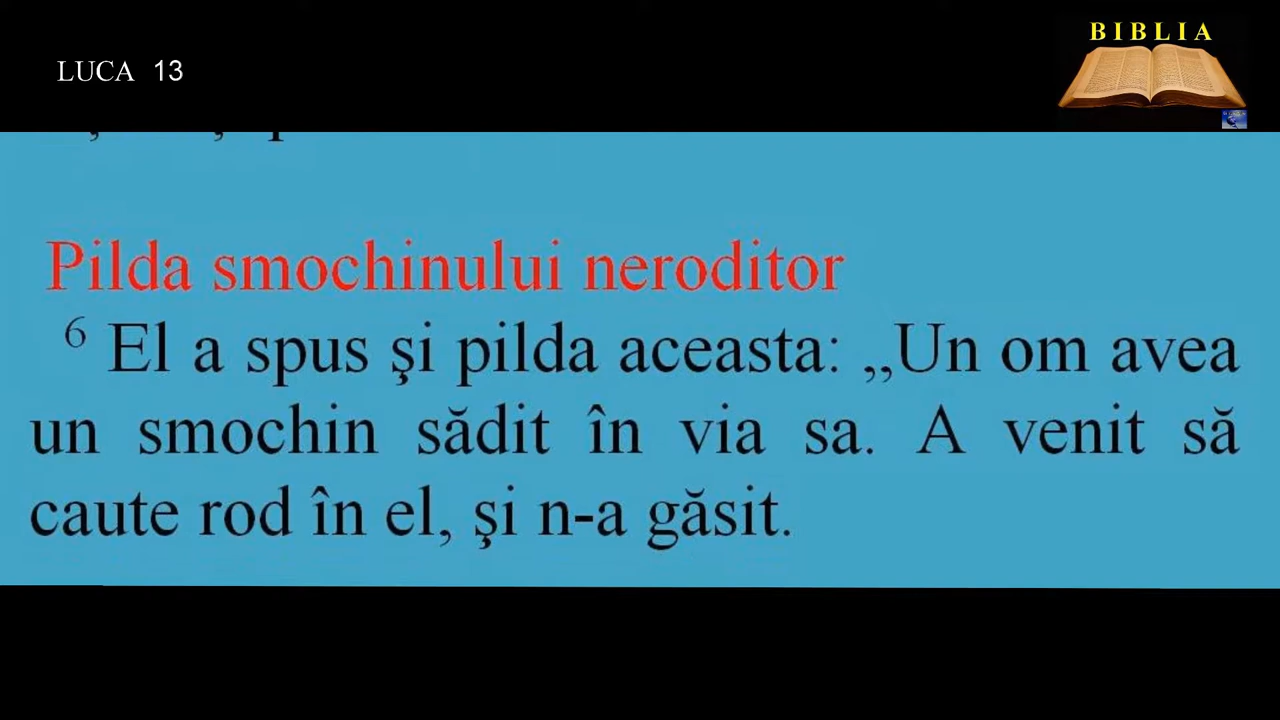 BIBLIA
LUCA 13
Pilda smochinului neroditor
6 El a spus şi pilda aceasta: ,,Un om avea
un smochin sădit în via sa. A venit să
caute rod în el, şi n-a găsit.